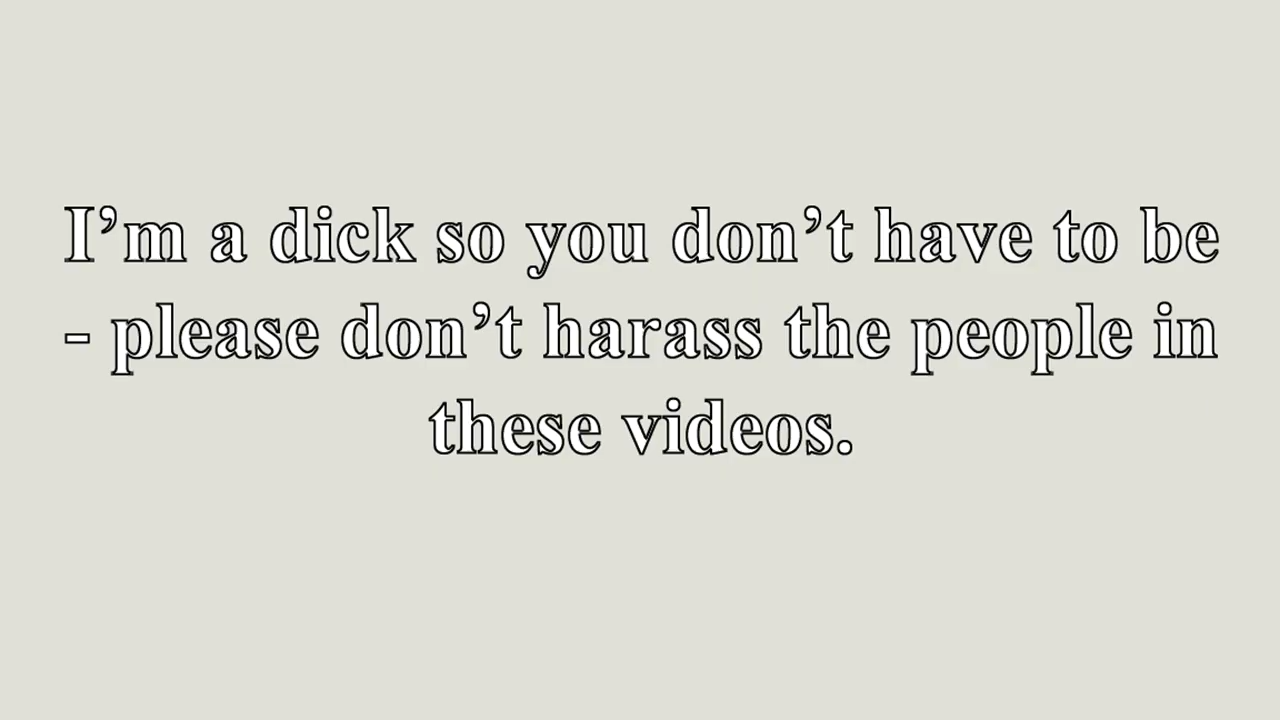 I’m a dick so you don’t have to be
- please don’t harass the people in
these videos.